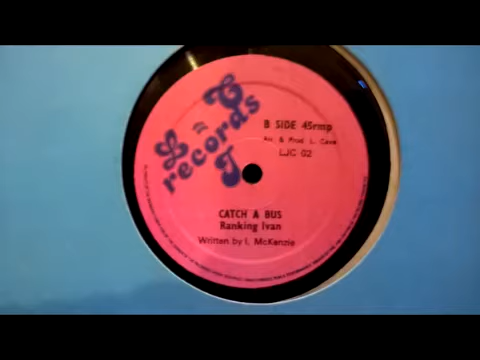 L C J
records
B SIDE 45rmp
Arr. & Prod L. Cave
LJC 02
CATCH A BUS
Ranking Ivan
Written by I. McKenzie